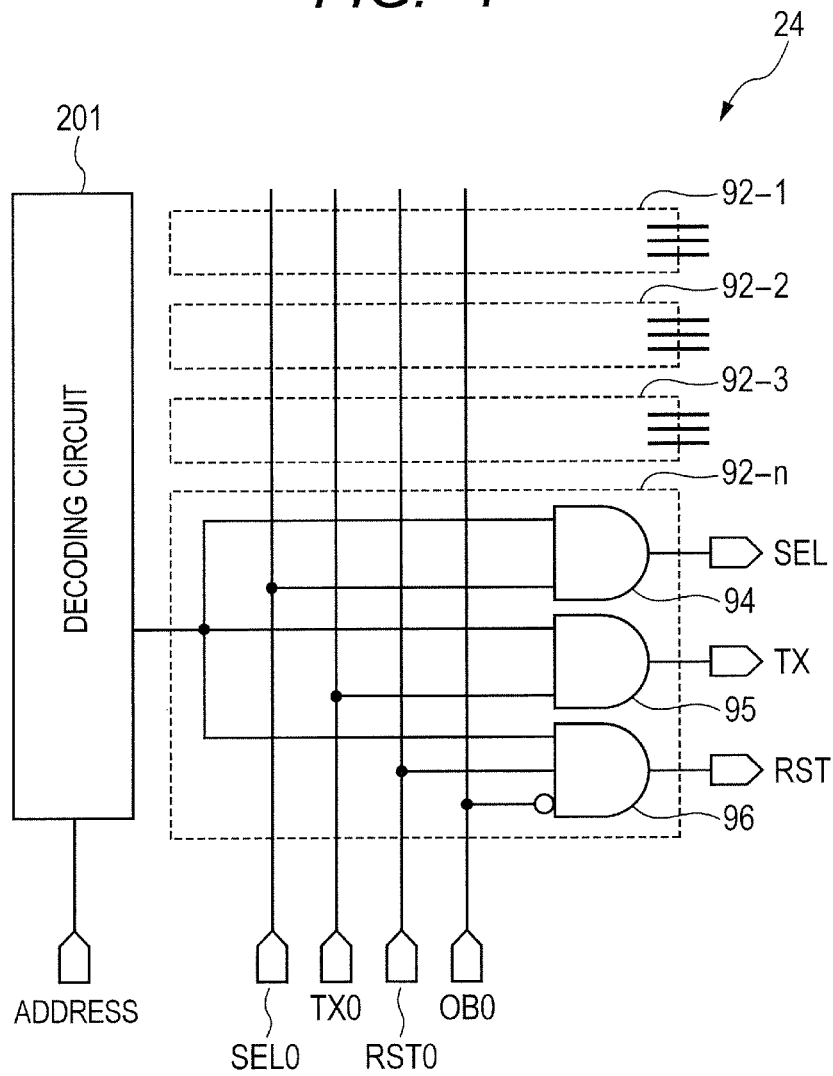 FIG.
24
201
92-1
92-2
92-3
92-n
DECODING CIRCUIT
SEL
94
TX
95
RST
96
ADDRESS
SEL0
TX0
RST0
OB0